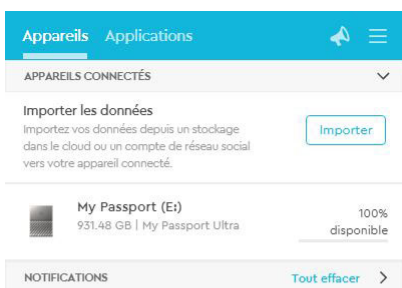 Appareils Applications
APPAREILS CONNECTÉS
Importer les données
Importez vos données depuis un stockage
dans le cloud ou un compte de réseau social
vers votre appareil connecté.
Importer
My Passport (E:)
931.48 GB | My Passport Ultra
100%
disponible
NOTIFICATIONS Tout effacer